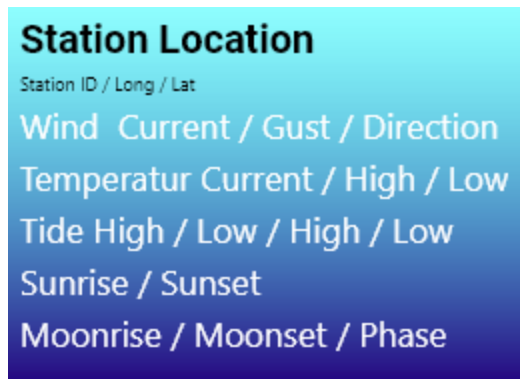 Station Location
Station ID / Long / Lat
Wind  Current / Gust / Direction
Temperatur Current / High / Low
Tide High / Low / High / Low
Sunrise / Sunset
Moonrise / Moonset / Phase